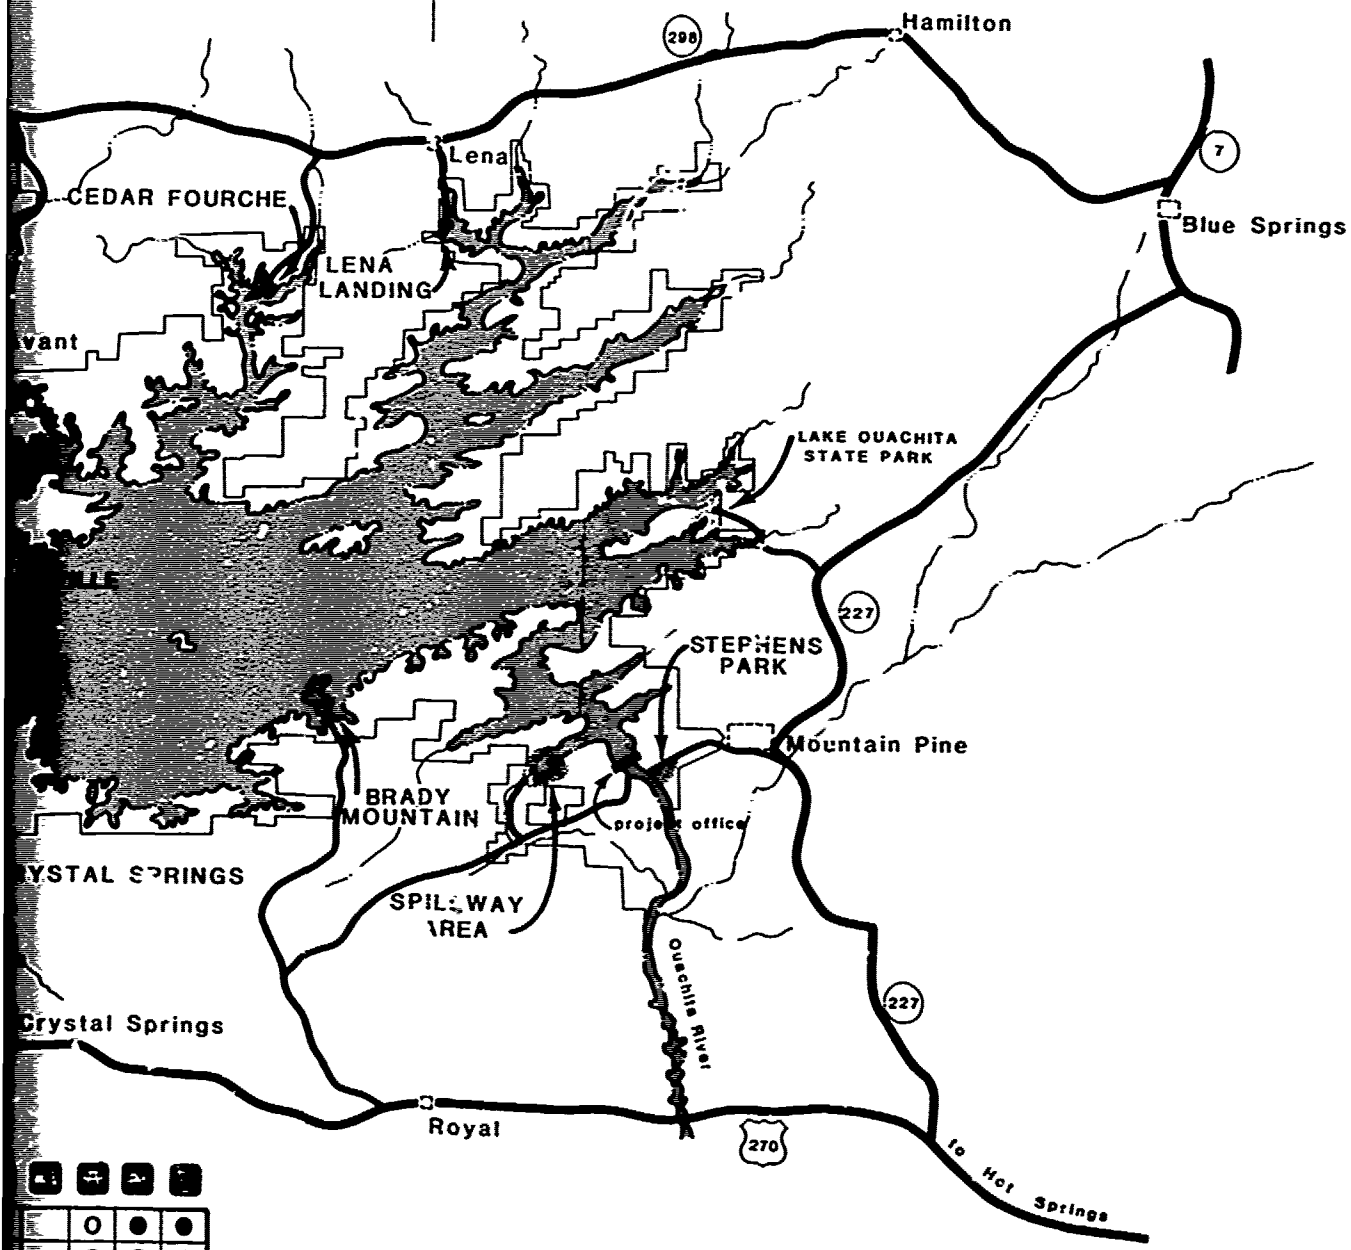 Hamilton
298
7
Lena
CEDAR FOURCHE
Blue Springs
LENA
LANDING
vant
LAKE OUACHITA
STATE PARK
227
STEPHENS
PARK
Mountain Pine
BRADY
MOUNTAIN
project office
YSTAL SPRINGS
SPILLWAY
AREA
Ouachita River
227
Crystal Springs
Royal
270
to Hot Springs